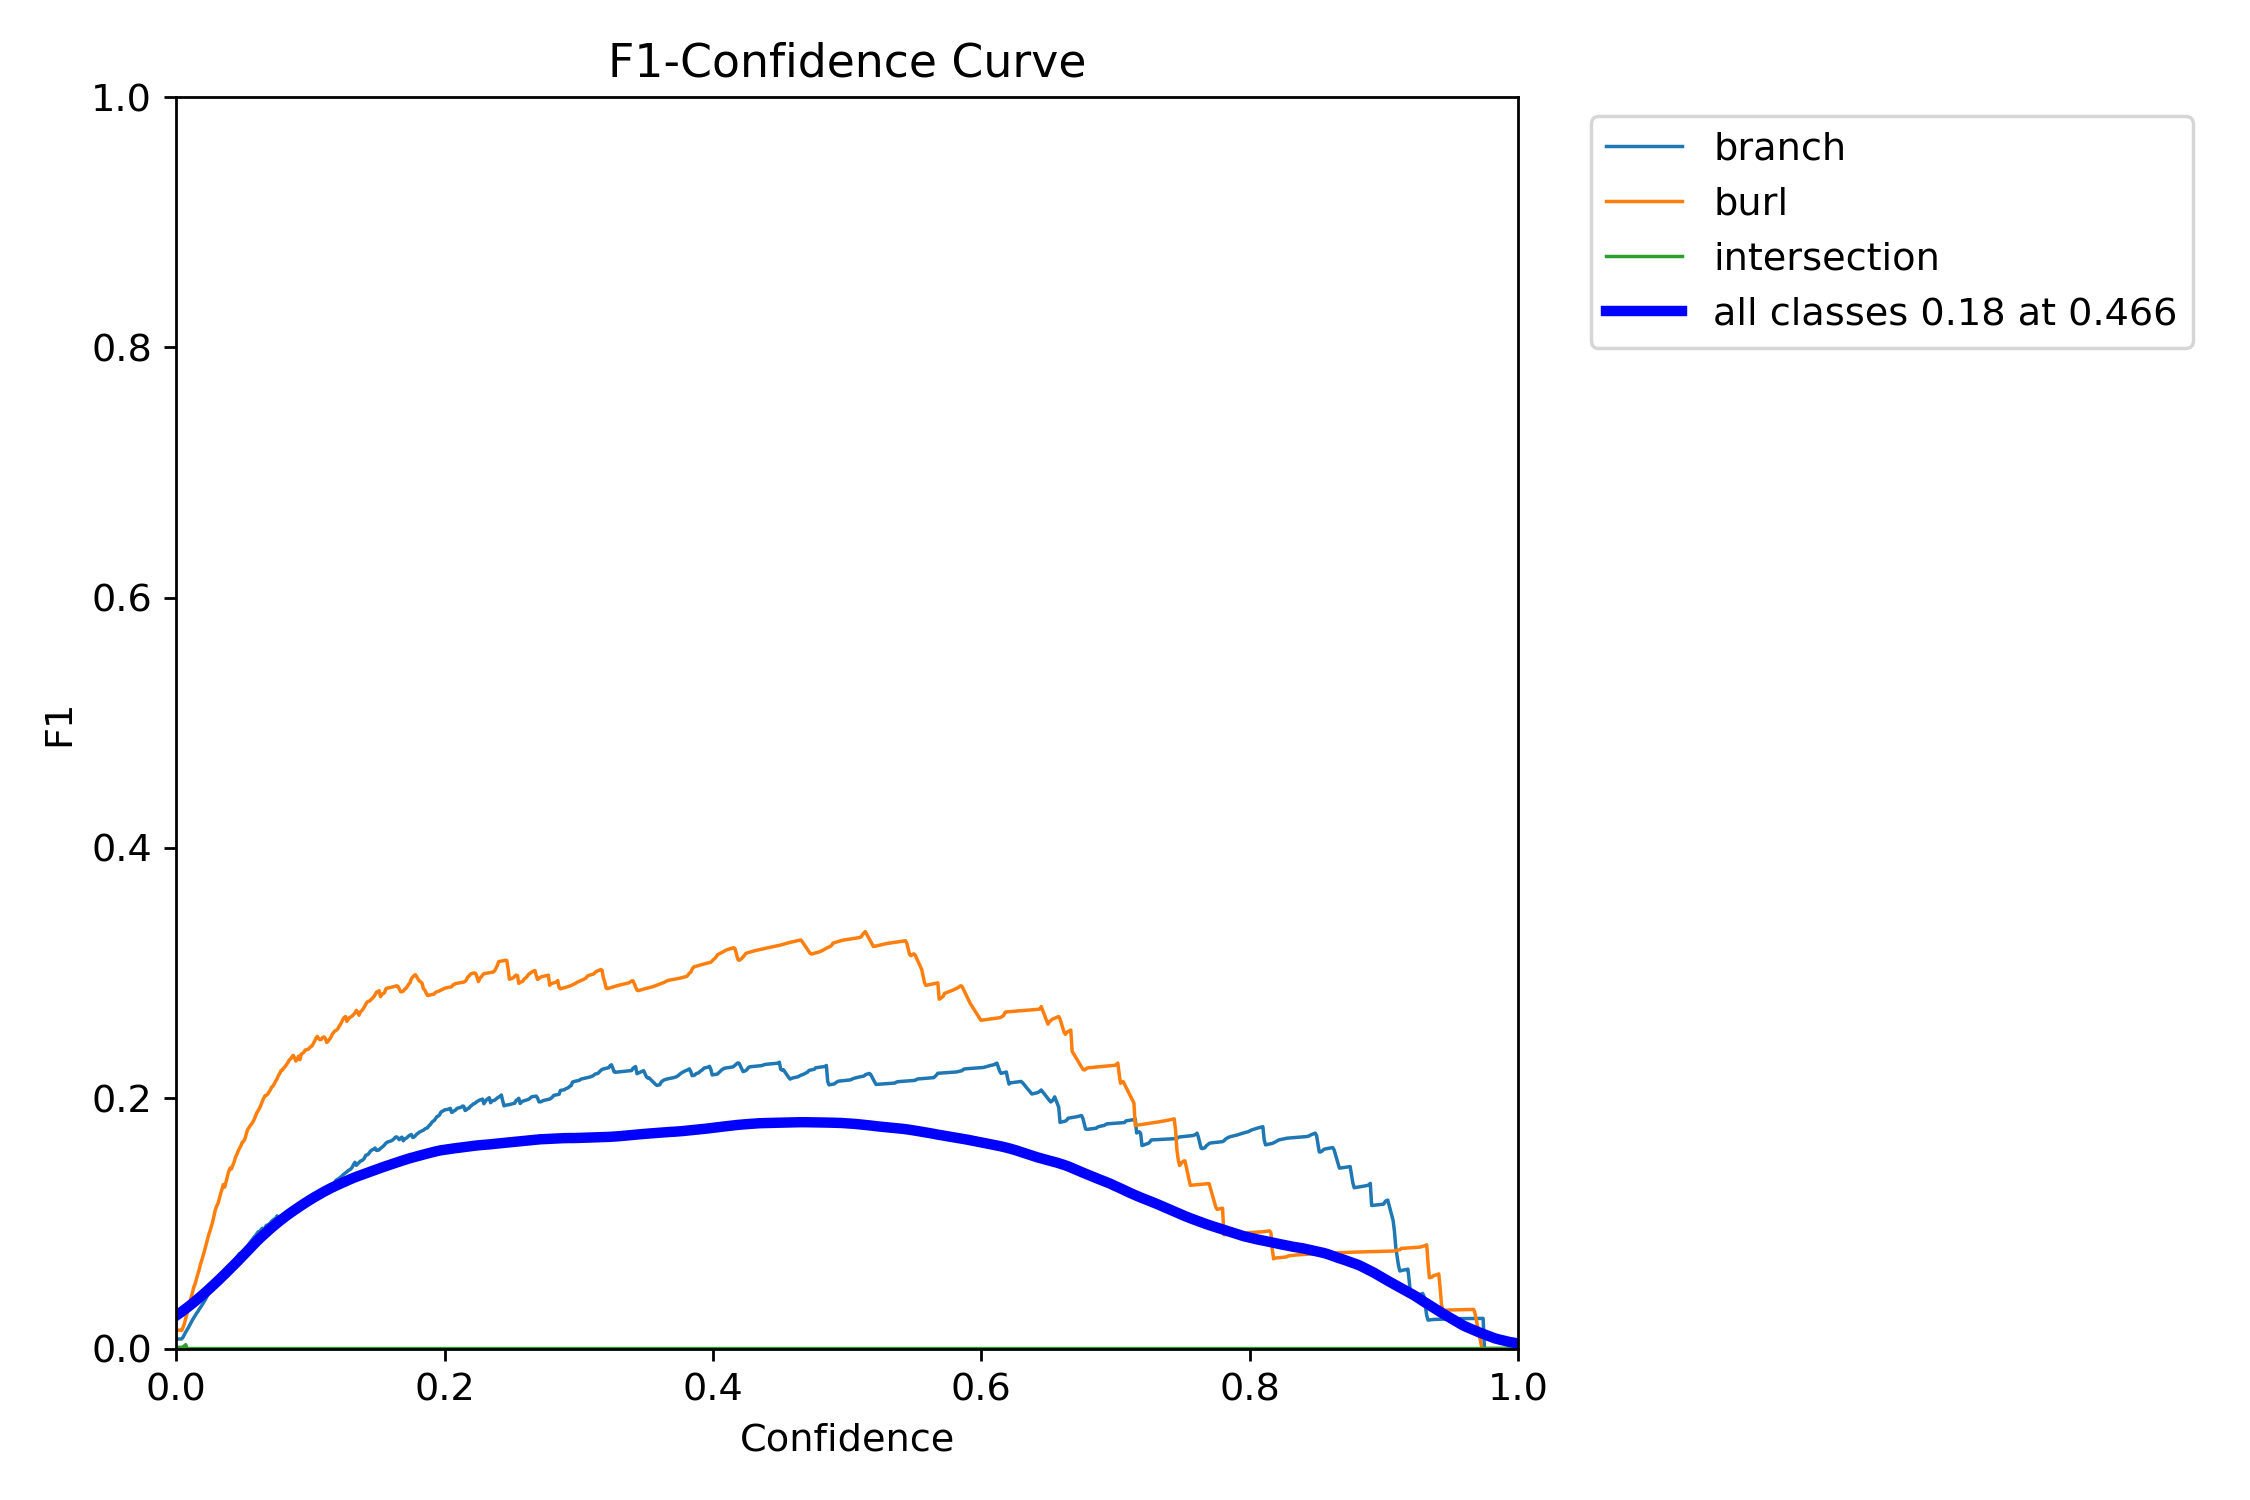 F1-Confidence Curve
1.0
0.8
0.6
0.4
0.2
0.0
F1
0.0 0.2 0.4 0.6 0.8 1.0
Confidence
branch
burl
intersection
all classes 0.18 at 0.466